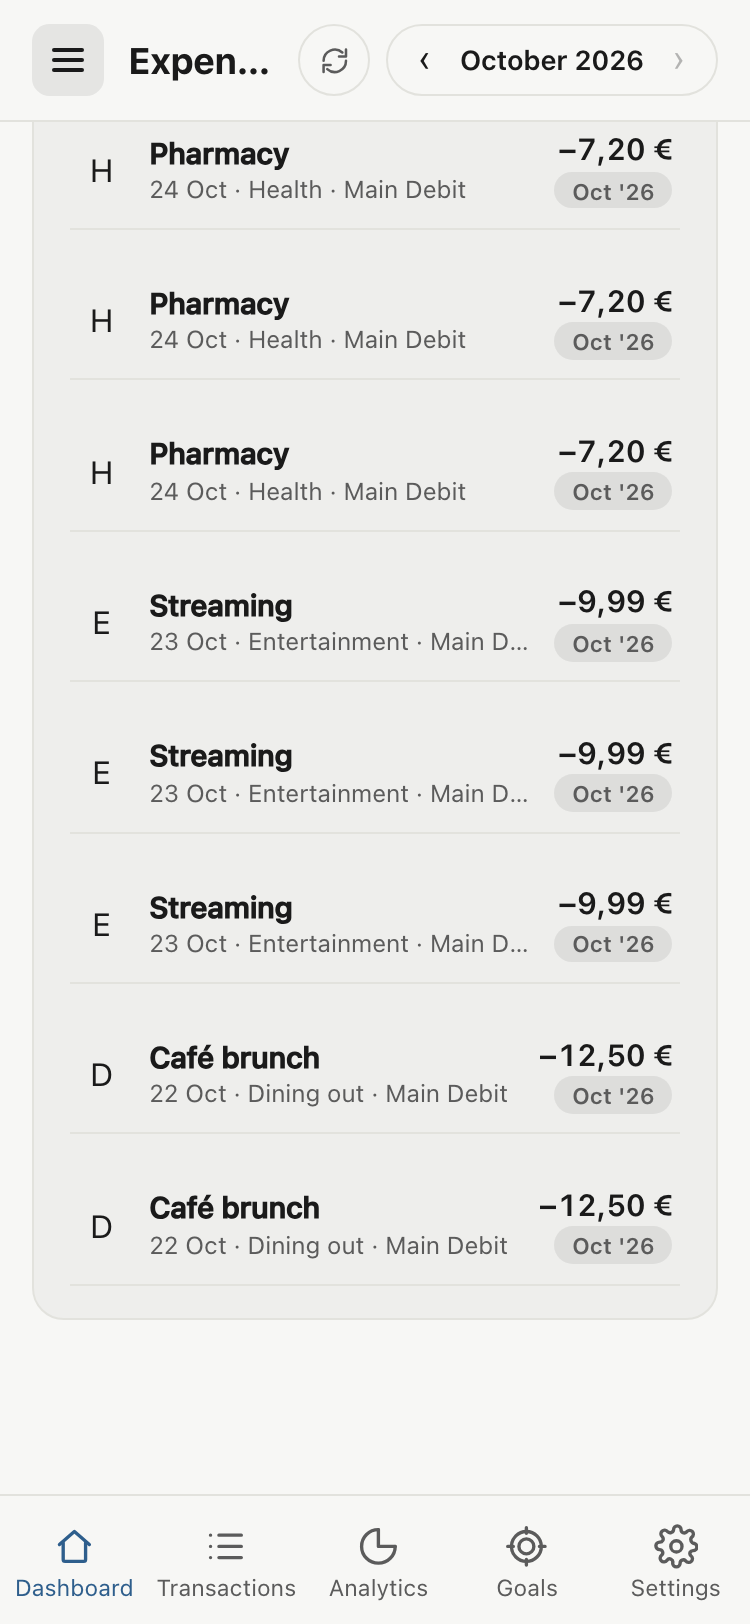 Expen...
‹ October 2026 ›
H Pharmacy −7,20 €
24 Oct · Health · Main Debit Oct '26
H Pharmacy −7,20 €
24 Oct · Health · Main Debit Oct '26
H Pharmacy −7,20 €
24 Oct · Health · Main Debit Oct '26
E Streaming −9,99 €
23 Oct · Entertainment · Main D... Oct '26
E Streaming −9,99 €
23 Oct · Entertainment · Main D... Oct '26
E Streaming −9,99 €
23 Oct · Entertainment · Main D... Oct '26
D Café brunch −12,50 €
22 Oct · Dining out · Main Debit Oct '26
D Café brunch −12,50 €
22 Oct · Dining out · Main Debit Oct '26
Dashboard Transactions Analytics Goals Settings